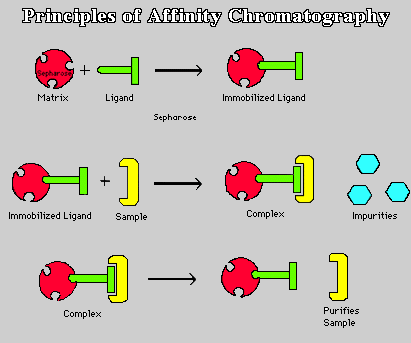 Principles of Affinity Chromatography
Sepharose
Matrix
+
Ligand
Immobilized Ligand
Sepharose
Immobilized Ligand
+
Sample
Complex
Impurities
Complex
Purifies
Sample